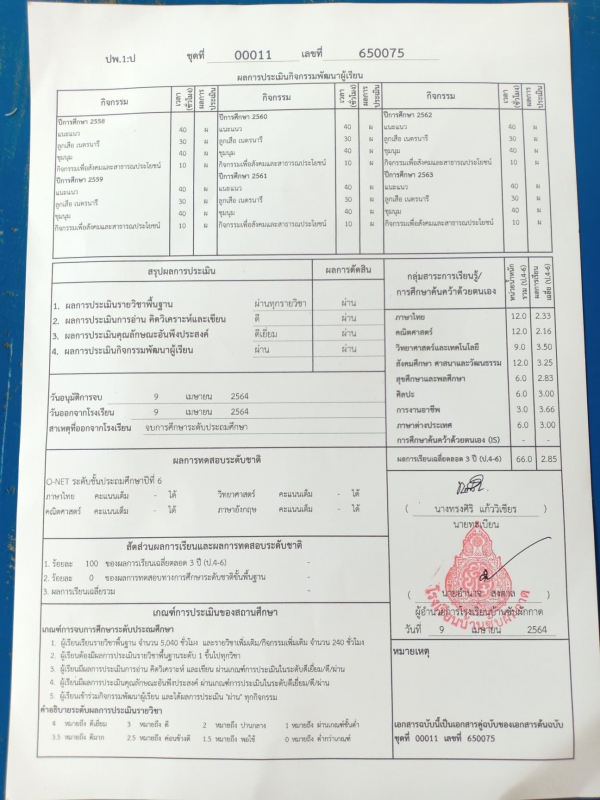 ปพ.1:ป ชุดที่ 00011 เลขที่ 650075
ผลการประเมินกิจกรรมพัฒนาผู้เรียน
กิจกรรม เวลา (ชั่วโมง) ผลการประเมิน กิจกรรม เวลา (ชั่วโมง) ผลการประเมิน กิจกรรม เวลา (ชั่วโมง) ผลการประเมิน
ปีการศึกษา 2558 ปีการศึกษา 2560 ปีการศึกษา 2562
แนะแนว 40 ผ แนะแนว 40 ผ แนะแนว 40 ผ
ลูกเสือ เนตรนารี 30 ผ ลูกเสือ เนตรนารี 30 ผ ลูกเสือ เนตรนารี 30 ผ
ชุมนุม 40 ผ ชุมนุม 40 ผ ชุมนุม 40 ผ
กิจกรรมเพื่อสังคมและสาธารณประโยชน์ 10 ผ กิจกรรมเพื่อสังคมและสาธารณประโยชน์ 10 ผ กิจกรรมเพื่อสังคมและสาธารณประโยชน์ 10 ผ
ปีการศึกษา 2559 ปีการศึกษา 2561 ปีการศึกษา 2563
แนะแนว 40 ผ แนะแนว 40 ผ แนะแนว 40 ผ
ลูกเสือ เนตรนารี 30 ผ ลูกเสือ เนตรนารี 30 ผ ลูกเสือ เนตรนารี 30 ผ
ชุมนุม 40 ผ ชุมนุม 40 ผ ชุมนุม 40 ผ
กิจกรรมเพื่อสังคมและสาธารณประโยชน์ 10 ผ กิจกรรมเพื่อสังคมและสาธารณประโยชน์ 10 ผ กิจกรรมเพื่อสังคมและสาธารณประโยชน์ 10 ผ
สรุปผลการประเมิน ผลการตัดสิน
1. ผลการประเมินรายวิชาพื้นฐาน ผ่านทุกรายวิชา ผ่าน
2. ผลการประเมินการอ่าน คิดวิเคราะห์และเขียน ดี ผ่าน
3. ผลการประเมินคุณลักษณะอันพึงประสงค์ ดีเยี่ยม ผ่าน
4. ผลการประเมินกิจกรรมพัฒนาผู้เรียน ผ่าน ผ่าน
วันอนุมัติการจบ 9 เมษายน 2564
วันออกจากโรงเรียน 9 เมษายน 2564
สาเหตุที่ออกจากโรงเรียน จบการศึกษาระดับประถมศึกษา
กลุ่มสาระการเรียนรู้/ การศึกษาค้นคว้าด้วยตนเอง หน่วยน้ำหนัก รวม (ป.4-6) ผลการเรียน เฉลี่ย (ป.4-6)
ภาษาไทย 12.0 2.33
คณิตศาสตร์ 12.0 2.16
วิทยาศาสตร์และเทคโนโลยี 9.0 3.50
สังคมศึกษา ศาสนาและวัฒนธรรม 12.0 3.25
สุขศึกษาและพลศึกษา 6.0 2.83
ศิลปะ 6.0 3.00
การงานอาชีพ 3.0 3.66
ภาษาต่างประเทศ 6.0 3.00
การศึกษาค้นคว้าด้วยตนเอง (IS) - -
ผลการเรียนเฉลี่ยตลอด 3 ปี (ป.4-6) 66.0 2.85
ผลการทดสอบระดับชาติ
O-NET ระดับชั้นประถมศึกษาปีที่ 6
ภาษาไทย คะแนนเต็ม - ได้ วิทยาศาสตร์ คะแนนเต็ม - ได้
คณิตศาสตร์ คะแนนเต็ม - ได้ ภาษาอังกฤษ คะแนนเต็ม - ได้
สัดส่วนผลการเรียนและผลการทดสอบระดับชาติ
1. ร้อยละ 100 ของผลการเรียนเฉลี่ยตลอด 3 ปี (ป.4-6) -
2. ร้อยละ 0 ของผลการทดสอบทางการศึกษาระดับชาติขั้นพื้นฐาน -
3. ผลการเรียนเฉลี่ยรวม -
( นางทรงศิริ แก้ววิเชียร )
นายทะเบียน
( นายอำนาจ )
ผู้อำนวยการโรงเรียนบ้านขับผักกาด
วันที่ 9 เมษายน 2564
เกณฑ์การประเมินของสถานศึกษา
เกณฑ์การจบการศึกษาระดับประถมศึกษา
1. ผู้เรียนเรียนรายวิชาพื้นฐาน จำนวน 5,040 ชั่วโมง และรายวิชาเพิ่มเติม/กิจกรรมเพิ่มเติม จำนวน 240 ชั่วโมง
2. ผู้เรียนต้องมีผลการประเมินรายวิชาพื้นฐานระดับ 1 ขึ้นไปทุกวิชา
3. ผู้เรียนมีผลการประเมินการอ่าน คิดวิเคราะห์ และเขียน ผ่านเกณฑ์การประเมินในระดับดีเยี่ยม/ดี/ผ่าน
4. ผู้เรียนมีผลการประเมินคุณลักษณะอันพึงประสงค์ ผ่านเกณฑ์การประเมินในระดับดีเยี่ยม/ดี/ผ่าน
5. ผู้เรียนเข้าร่วมกิจกรรมพัฒนาผู้เรียน และได้ผลการประเมิน "ผ่าน" ทุกกิจกรรม
คำอธิบายระดับผลการประเมินรายวิชา
4 หมายถึง ดีเยี่ยม 3 หมายถึง ดี 2 หมายถึง ปานกลาง 1 หมายถึง ผ่านเกณฑ์ขั้นต่ำ
3.5 หมายถึง ดีมาก 2.5 หมายถึง ค่อนข้างดี 1.5 หมายถึง พอใช้ 0 หมายถึง ต่ำกว่าเกณฑ์
หมายเหตุ
เอกสารฉบับนี้เป็นเอกสารคู่ฉบับของเอกสารต้นฉบับ
ชุดที่ 00011 เลขที่ 650075